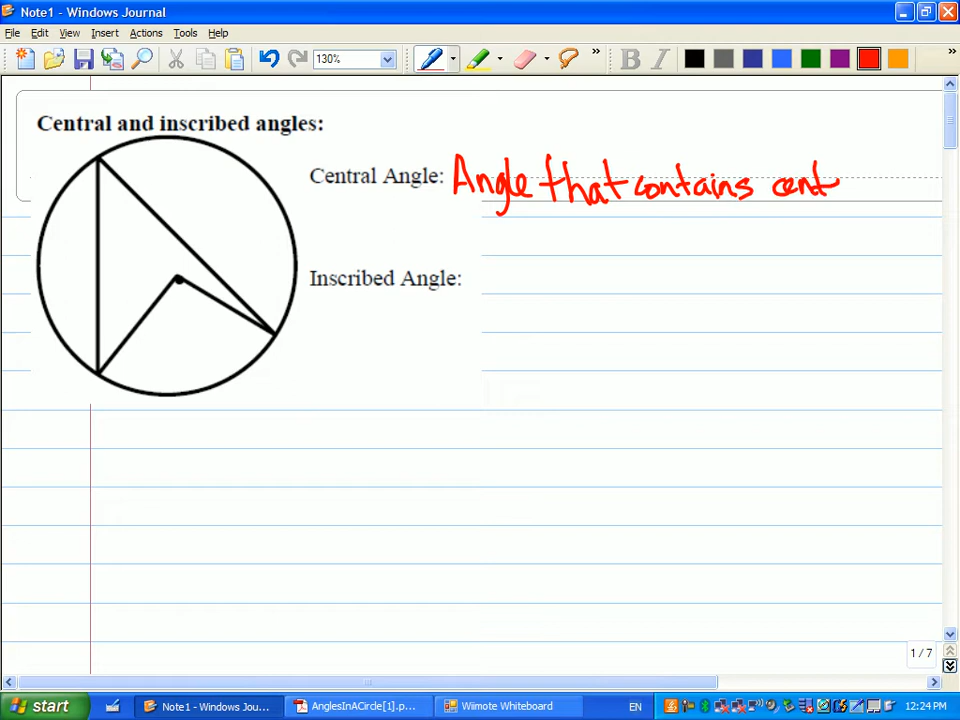 Note1 - Windows Journal
File Edit View Insert Actions Tools Help
130%
B I
Central and inscribed angles:
Central Angle: Angle that contains cent
Inscribed Angle:
1 / 7
start Note1 - Windows Jou... AnglesInACircle[1].p... Wiimote Whiteboard EN 12:24 PM